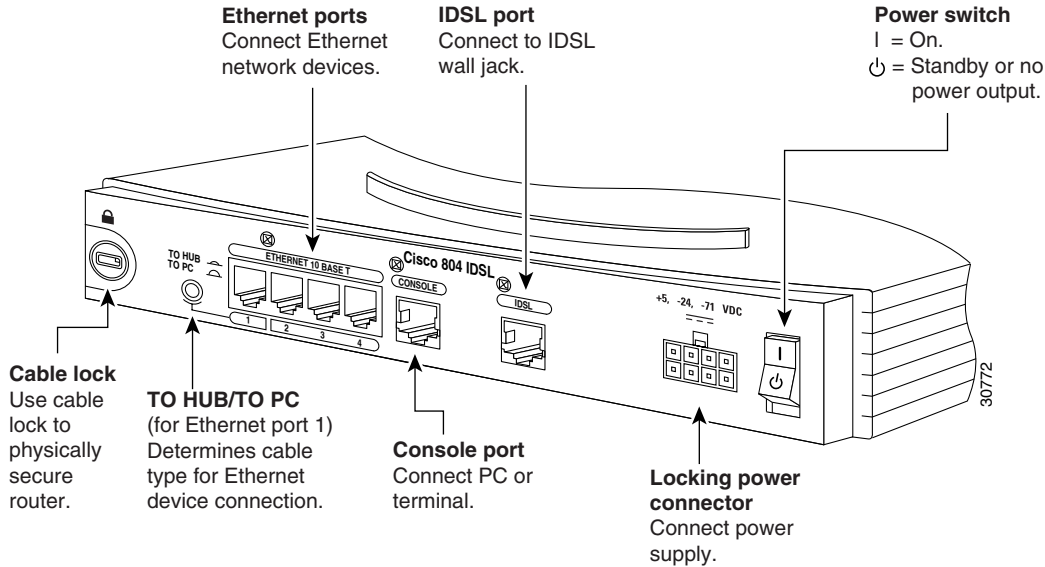 Ethernet ports
Connect Ethernet
network devices.
IDSL port
Connect to IDSL
wall jack.
Power switch
I = On.
⏻ = Standby or no
power output.
TO HUB
TO PC
ETHERNET 10 BASE T
1
2
3
4
Cisco 804 IDSL
CONSOLE
IDSL
+5, -24, -71 VDC
I
⏻
30772
Cable lock
Use cable
lock to
physically
secure
router.
TO HUB/TO PC
(for Ethernet port 1)
Determines cable
type for Ethernet
device connection.
Console port
Connect PC or
terminal.
Locking power
connector
Connect power
supply.